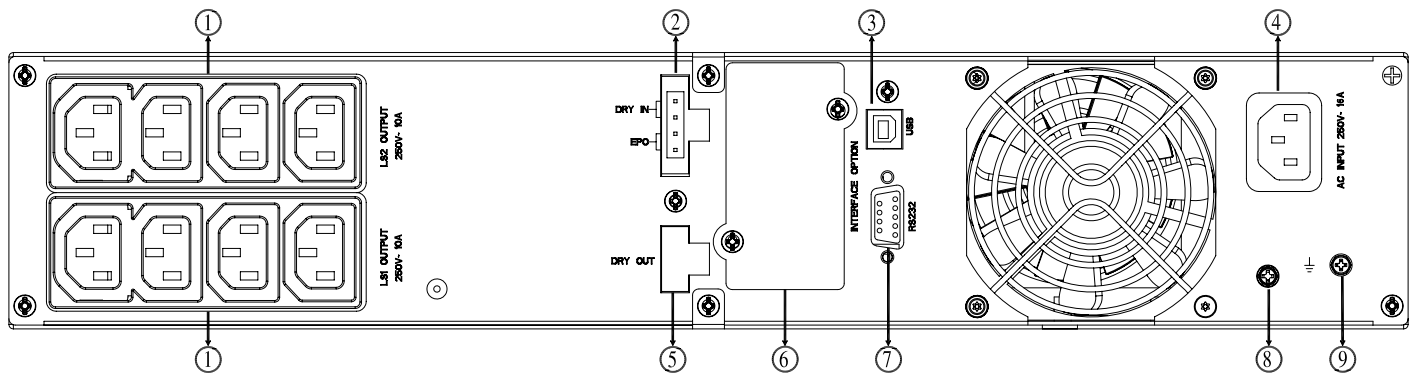 1
2
3
4
DRY IN
EPO
LS2 OUTPUT
250V~ 10A
USB
INTERFACE OPTION
RS232
AC INPUT 250V~ 16A
DRY OUT
LS1 OUTPUT
250V~ 10A
1
5
6
7
8
9